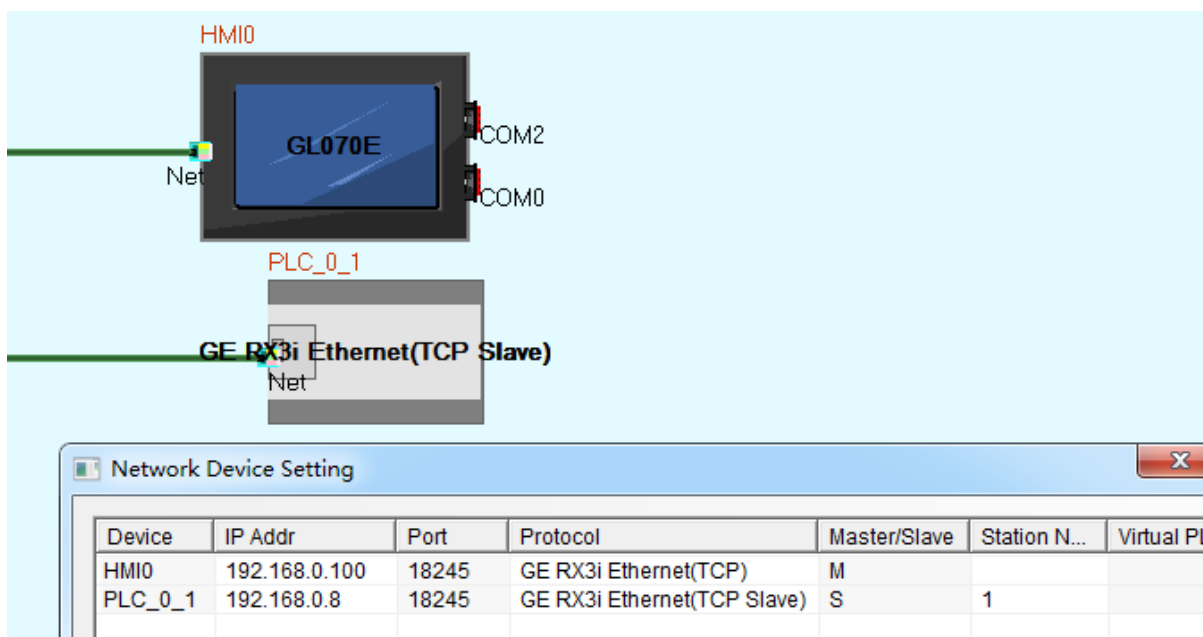 HMI0
GL070E
COM2
Net
COM0
PLC_0_1
GE RX3i Ethernet(TCP Slave)
Net
Network Device Setting
Device IP Addr Port Protocol Master/Slave Station N... Virtual PL
HMI0 192.168.0.100 18245 GE RX3i Ethernet(TCP) M
PLC_0_1 192.168.0.8 18245 GE RX3i Ethernet(TCP Slave) S 1